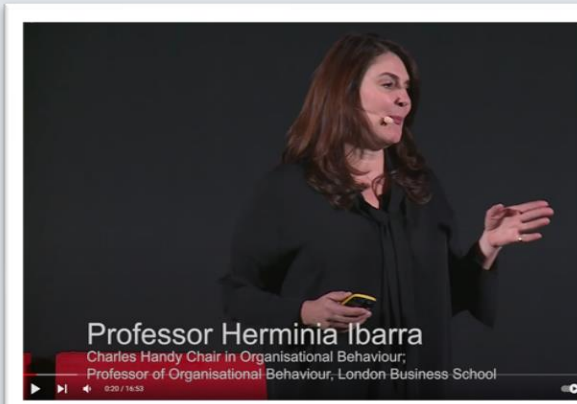 Professor Herminia Ibarra
Charles Handy Chair in Organisational Behaviour;
Professor of Organisational Behaviour, London Business School
0:20 / 16:53